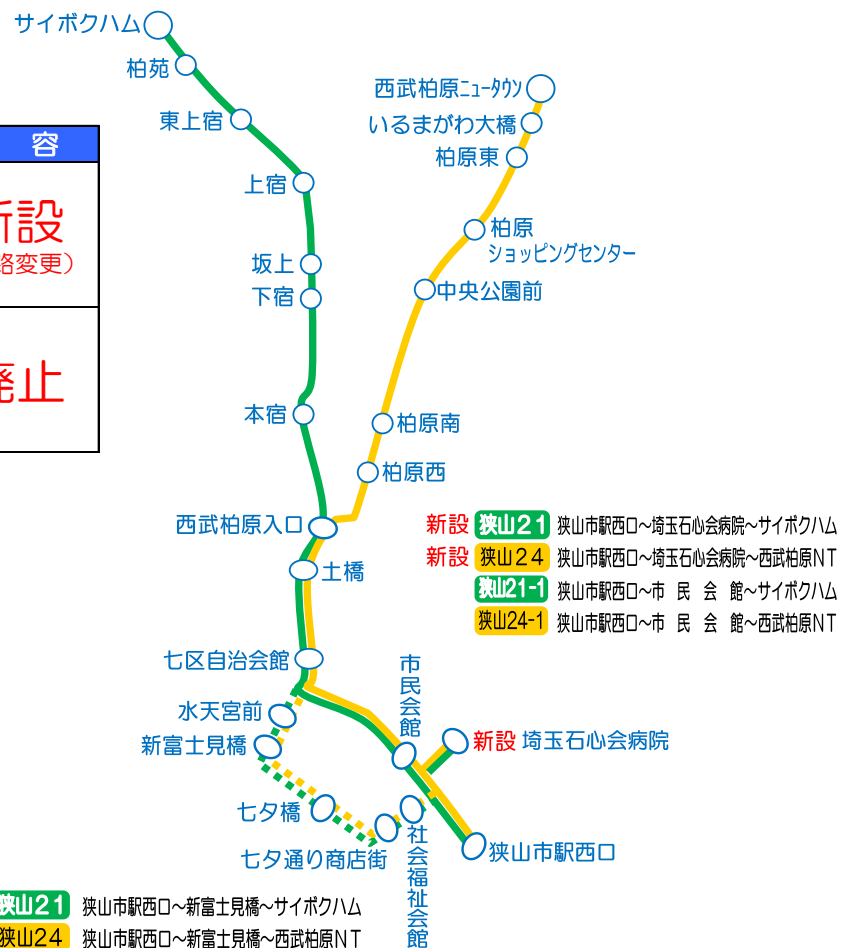 サイボクハム
柏苑
東上宿
上宿
坂上
下宿
本宿
西武柏原ﾆｭｰﾀｳﾝ
いるまがわ大橋
柏原東
柏原
ショッピングセンター
中央公園前
柏原南
柏原西
容
新設
路変更）
廃止
西武柏原入口
土橋
七区自治会館
水天宮前
新富士見橋
七夕橋
七夕通り商店街
市民会館
社会福祉会館
新設 埼玉石心会病院
狭山市駅西口
新設 狭山２１ 狭山市駅西口～埼玉石心会病院～サイボクハム
新設 狭山２４ 狭山市駅西口～埼玉石心会病院～西武柏原ＮＴ
狭山21-1 狭山市駅西口～市 民 会 館～サイボクハム
狭山24-1 狭山市駅西口～市 民 会 館～西武柏原ＮＴ
狭山２１ 狭山市駅西口～新富士見橋～サイボクハム
狭山２４ 狭山市駅西口～新富士見橋～西武柏原ＮＴ